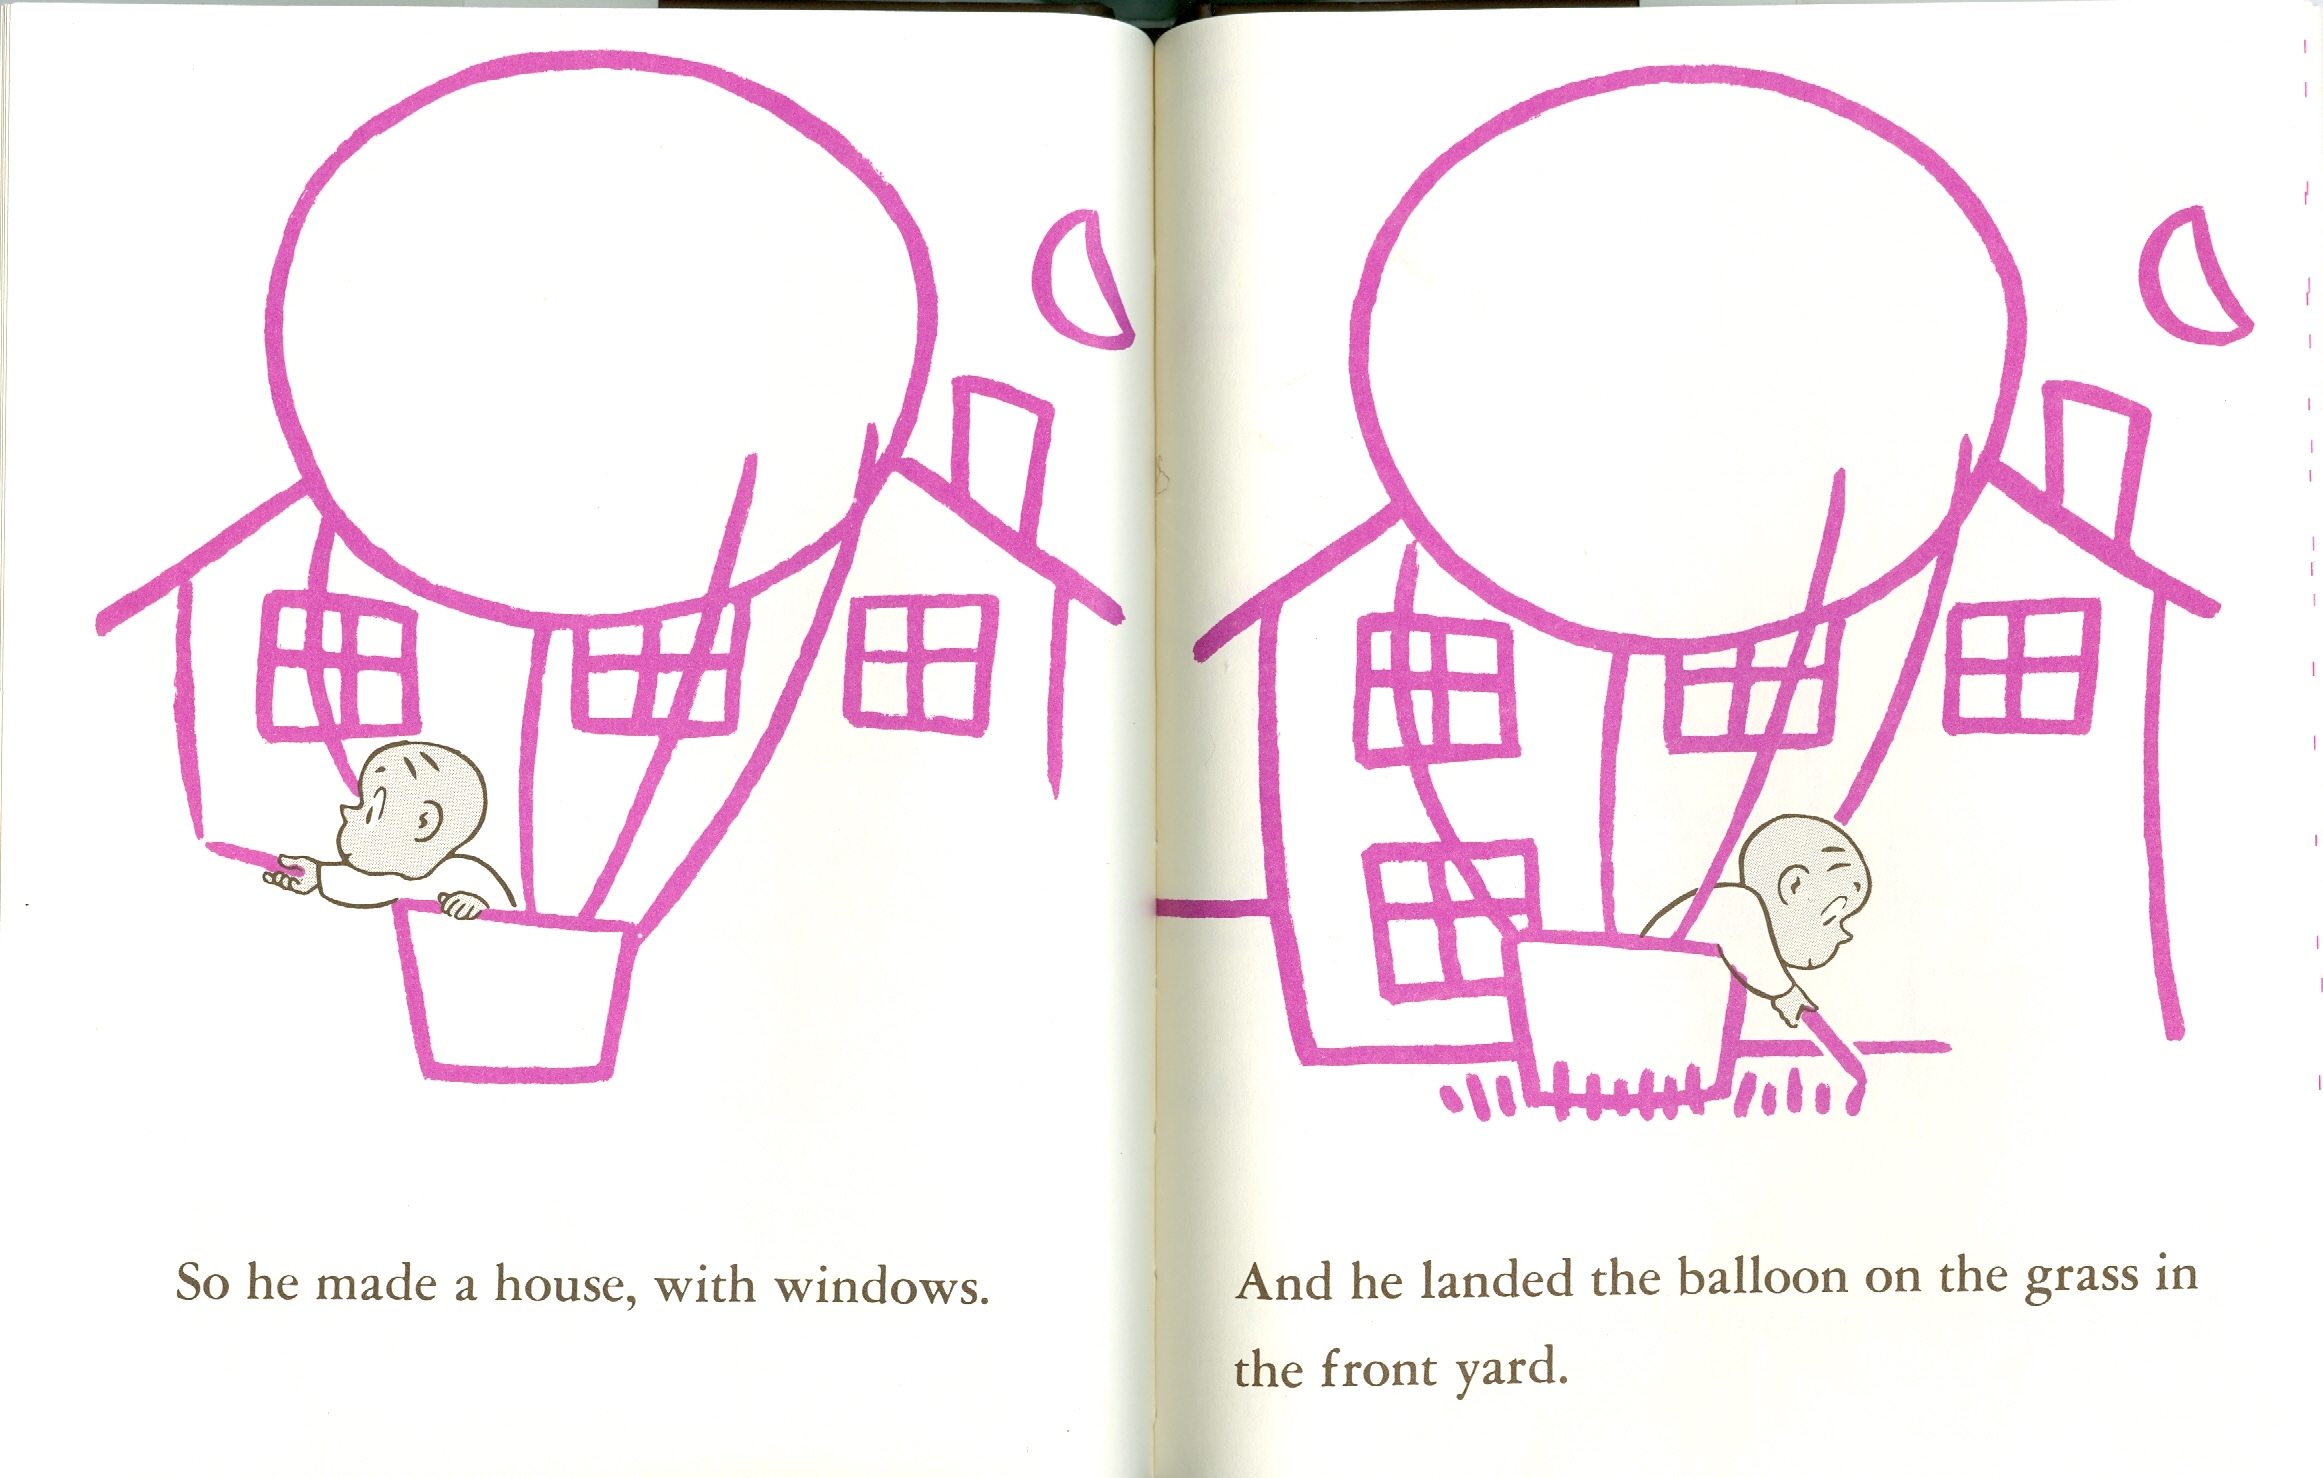 So he made a house, with windows.
And he landed the balloon on the grass in
the front yard.